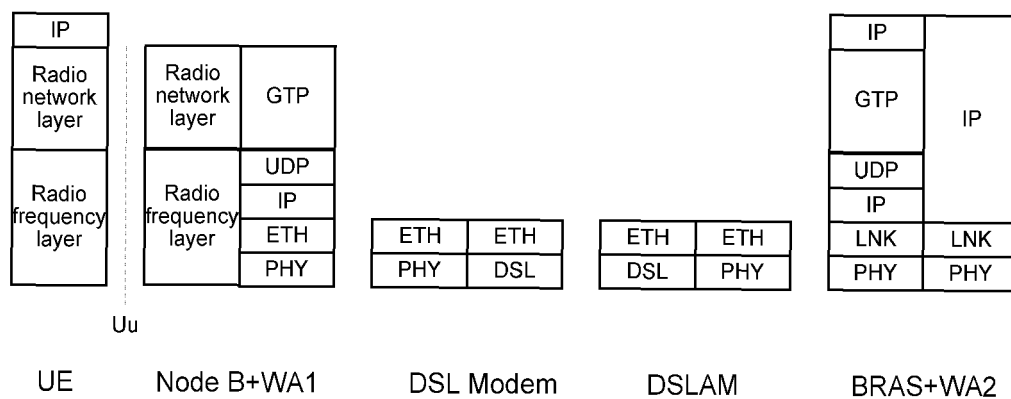 IP
Radio
network
layer
Radio
frequency
layer
Uu
Radio
network
layer
GTP
Radio
frequency
layer
UDP
IP
ETH
PHY
ETH ETH
PHY DSL
ETH ETH
DSL PHY
IP
GTP
IP
UDP
IP
LNK LNK
PHY PHY
UE Node B+WA1 DSL Modem DSLAM BRAS+WA2